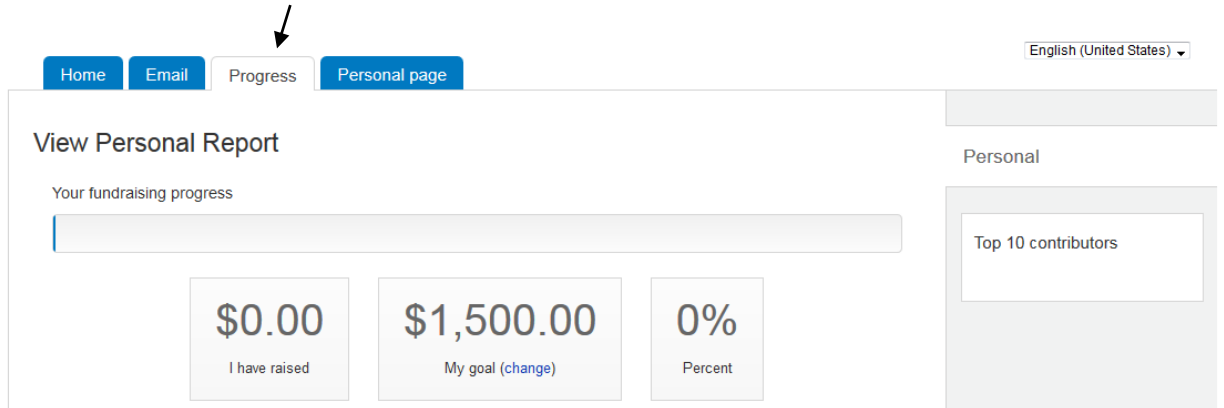 English (United States)
Home Email Progress Personal page
View Personal Report
Personal
Your fundraising progress
Top 10 contributors
$0.00 $1,500.00 0%
I have raised My goal (change) Percent